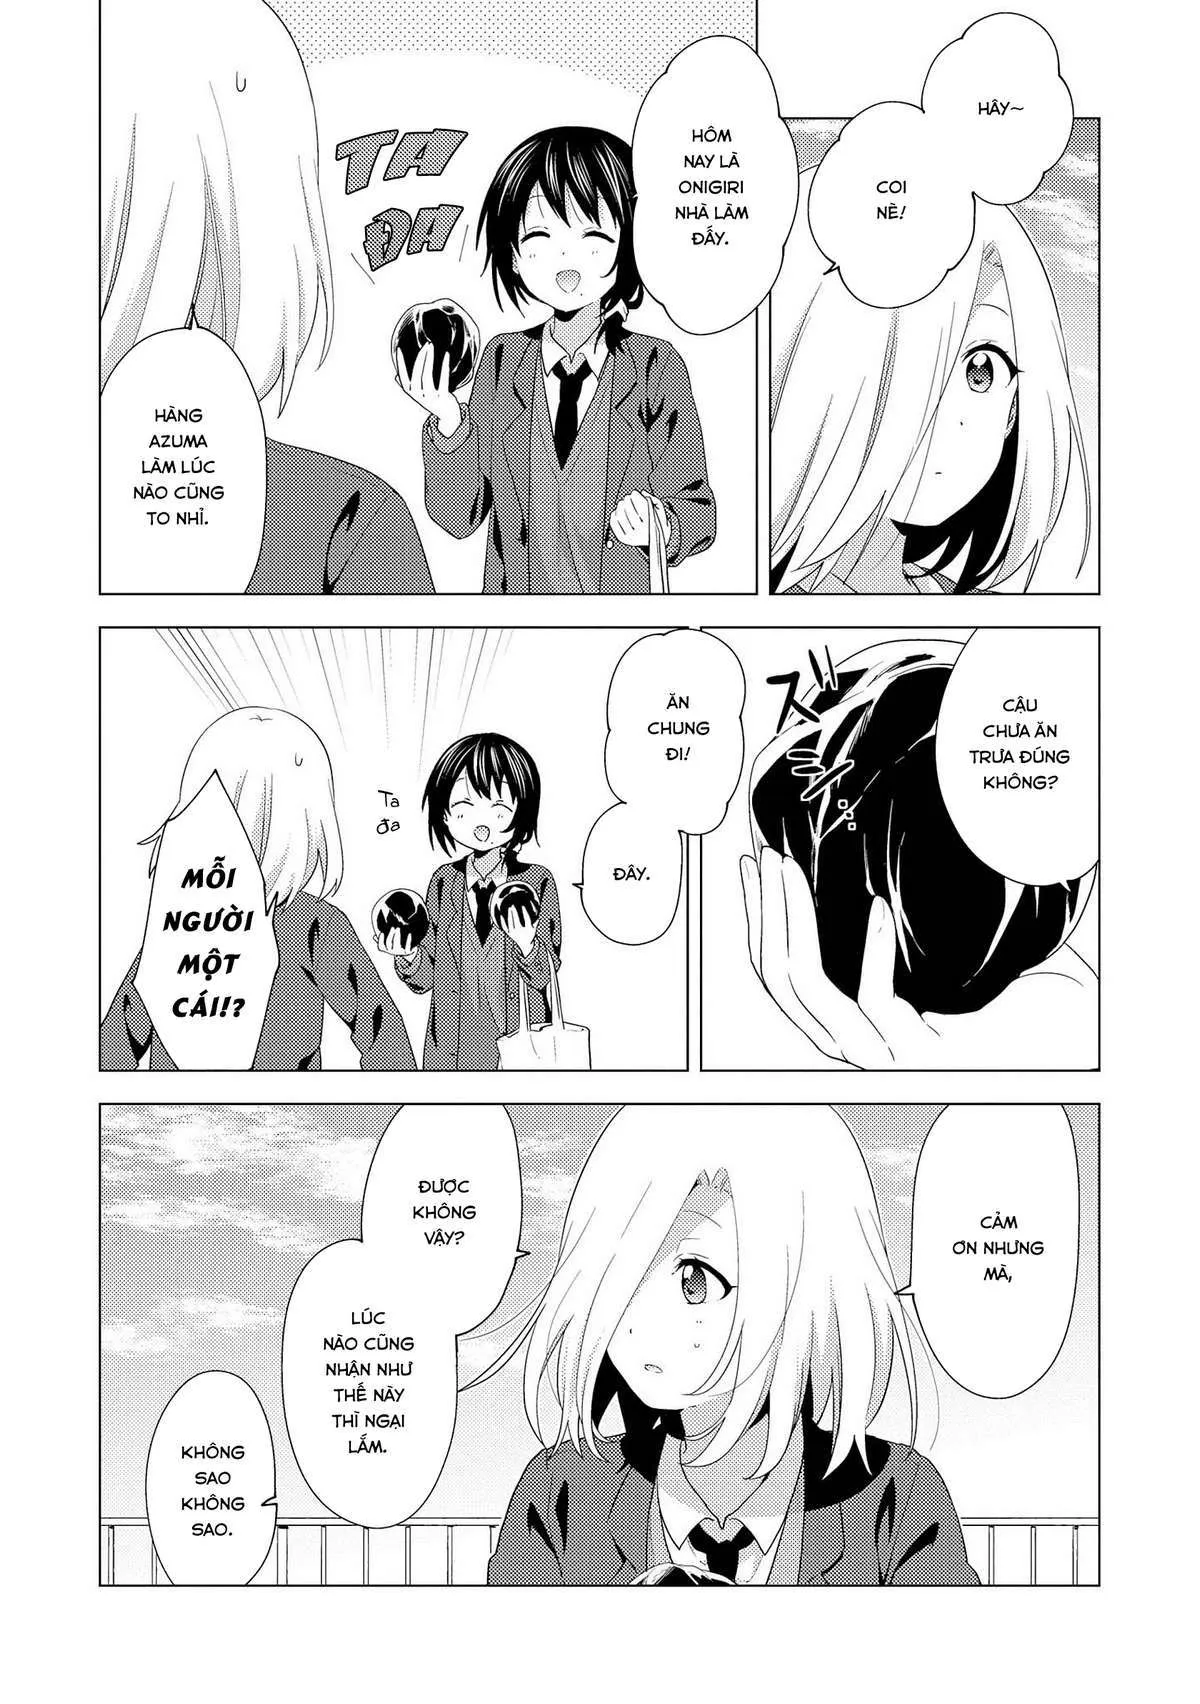 HÂY~
COI
NÈ!
HÔM
NAY LÀ
ONIGIRI
NHÀ LÀM
ĐẤY.
TA
ĐA
HÀNG
AZUMA
LÀM LÚC
NÀO CŨNG
TO NHỈ.
CẬU
CHƯA ĂN
TRƯA ĐÚNG
KHÔNG?
ズシ…
ĂN
CHUNG
ĐI!
ĐÂY.
Ta
đa
MỖI
NGƯỜI
MỘT
CÁI!?
CẢM
ƠN NHƯNG
MÀ,
ĐƯỢC
KHÔNG
VẬY?
LÚC
NÀO CŨNG
NHẬN NHƯ
THẾ NÀY
THÌ NGẠI
LẮM.
KHÔNG
SAO
KHÔNG
SAO.